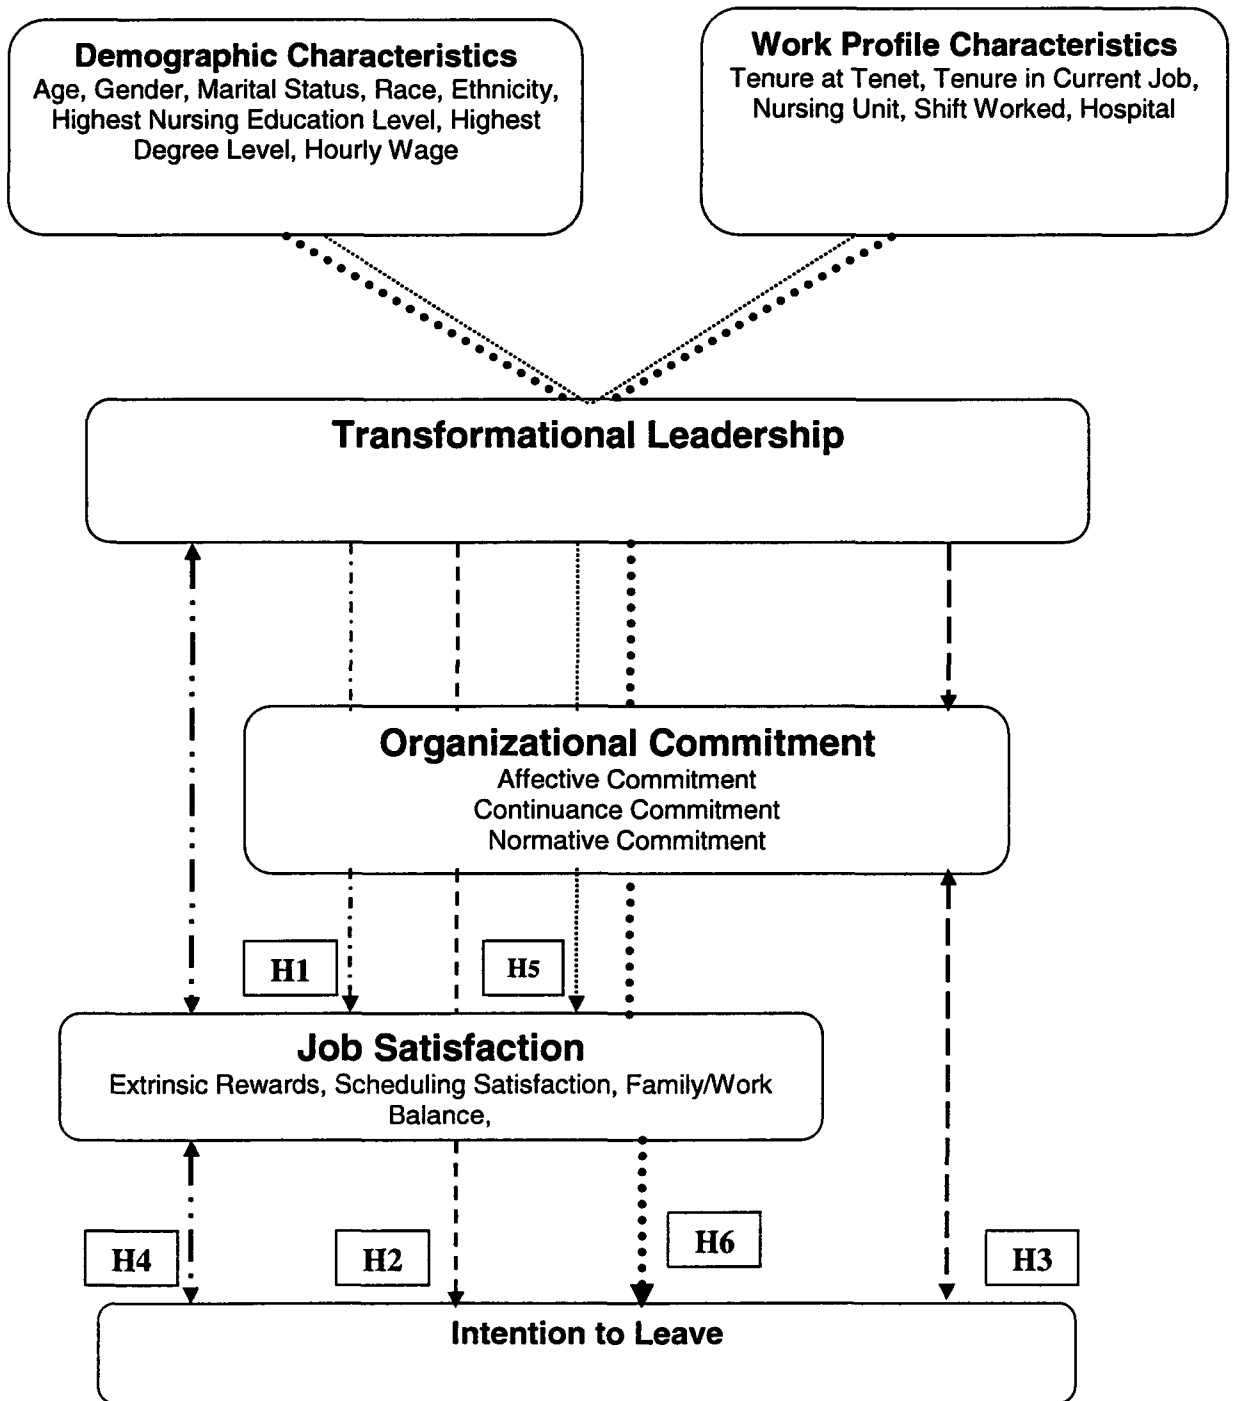 Demographic Characteristics
Age, Gender, Marital Status, Race, Ethnicity,
Highest Nursing Education Level, Highest
Degree Level, Hourly Wage
Work Profile Characteristics
Tenure at Tenet, Tenure in Current Job,
Nursing Unit, Shift Worked, Hospital
Transformational Leadership
Organizational Commitment
Affective Commitment
Continuance Commitment
Normative Commitment
H1
H5
Job Satisfaction
Extrinsic Rewards, Scheduling Satisfaction, Family/Work
Balance,
H4
H2
H6
H3
Intention to Leave